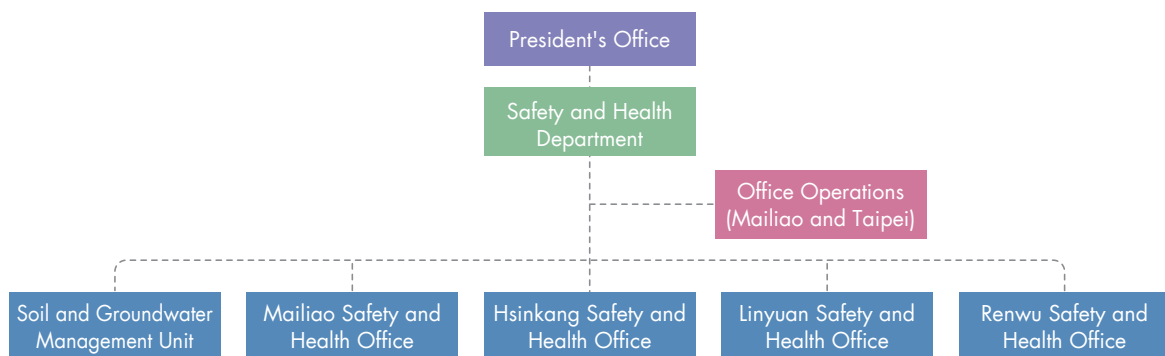 President's Office
Safety and Health
Department
Office Operations
(Mailiao and Taipei)
Soil and Groundwater
Management Unit
Mailiao Safety and
Health Office
Hsinkang Safety and
Health Office
Linyuan Safety and
Health Office
Renwu Safety and
Health Office